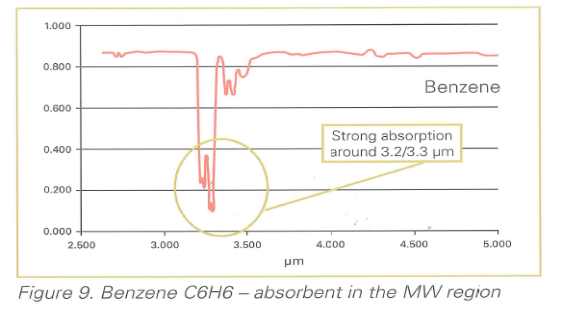 1.000
0.800
Benzene
0.600
Strong absorption
around 3.2/3.3 µm
0.400
0.200
0.000
2.500 3.000 3.500 4.000 4.500 5.000
µm
Figure 9. Benzene C6H6 – absorbent in the MW region